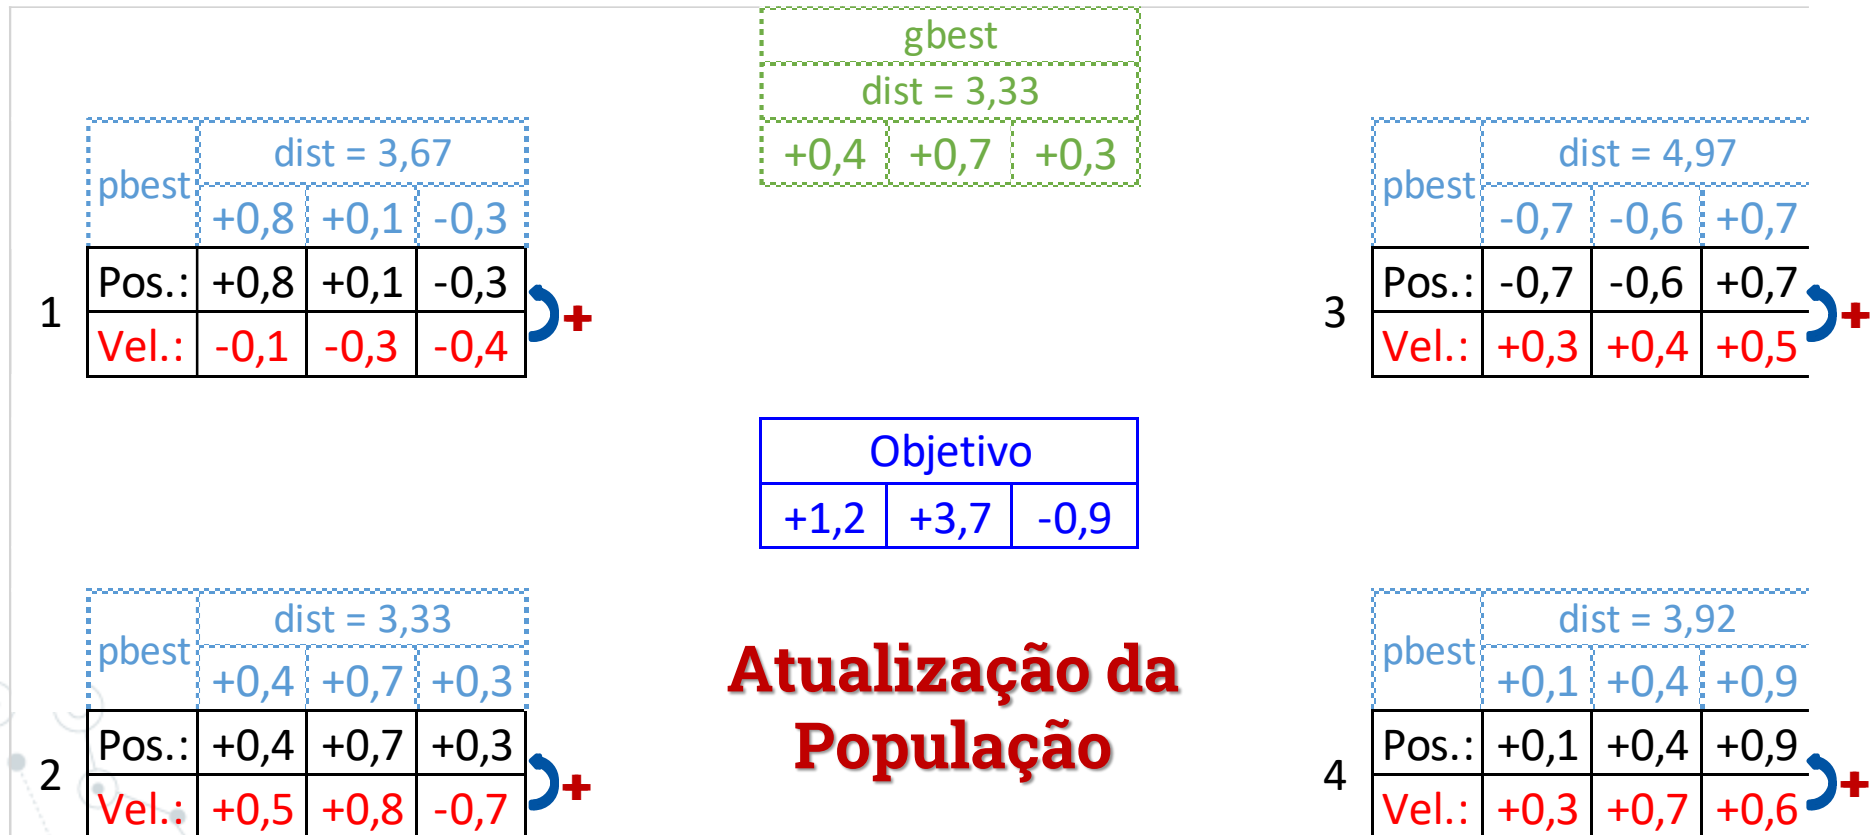 gbest
dist = 3,33
+0,4 +0,7 +0,3
pbest dist = 3,67
+0,8 +0,1 -0,3
1
Pos.: +0,8 +0,1 -0,3
Vel.: -0,1 -0,3 -0,4
+
pbest dist = 4,97
-0,7 -0,6 +0,7
3
Pos.: -0,7 -0,6 +0,7
Vel.: +0,3 +0,4 +0,5
+
Objetivo
+1,2 +3,7 -0,9
pbest dist = 3,33
+0,4 +0,7 +0,3
2
Pos.: +0,4 +0,7 +0,3
Vel.: +0,5 +0,8 -0,7
+
Atualização da
População
pbest dist = 3,92
+0,1 +0,4 +0,9
4
Pos.: +0,1 +0,4 +0,9
Vel.: +0,3 +0,7 +0,6
+